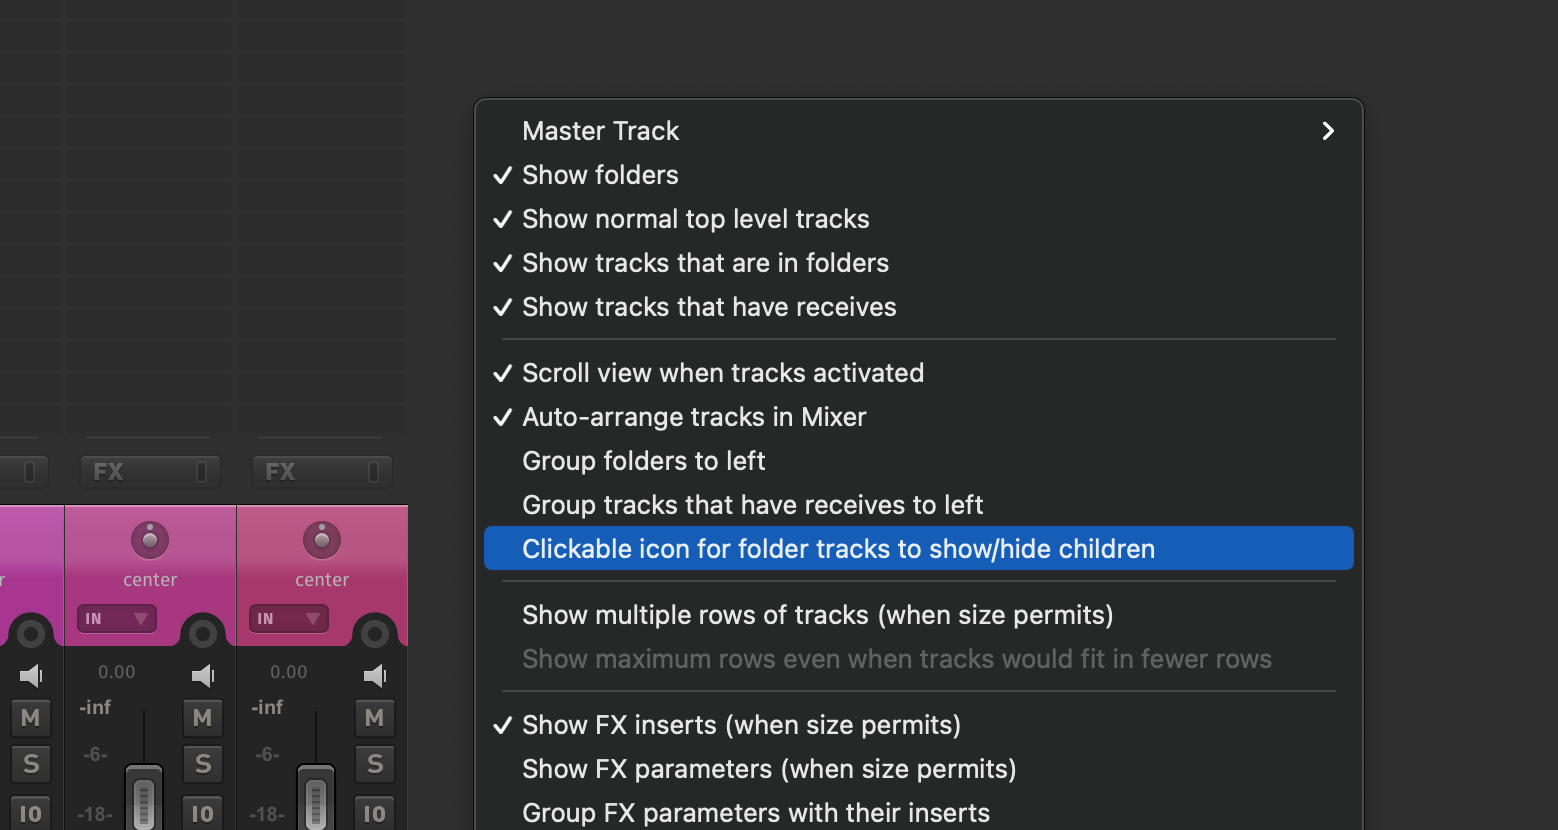 Master Track
Show folders
Show normal top level tracks
Show tracks that are in folders
Show tracks that have receives
Scroll view when tracks activated
Auto-arrange tracks in Mixer
Group folders to left
Group tracks that have receives to left
Clickable icon for folder tracks to show/hide children
Show multiple rows of tracks (when size permits)
Show maximum rows even when tracks would fit in fewer rows
Show FX inserts (when size permits)
Show FX parameters (when size permits)
Group FX parameters with their inserts
FX FX
center center
IN IN
0.00 0.00
-inf -inf
M M M
-6- -6-
S S S
-18- -18-
IO IO IO